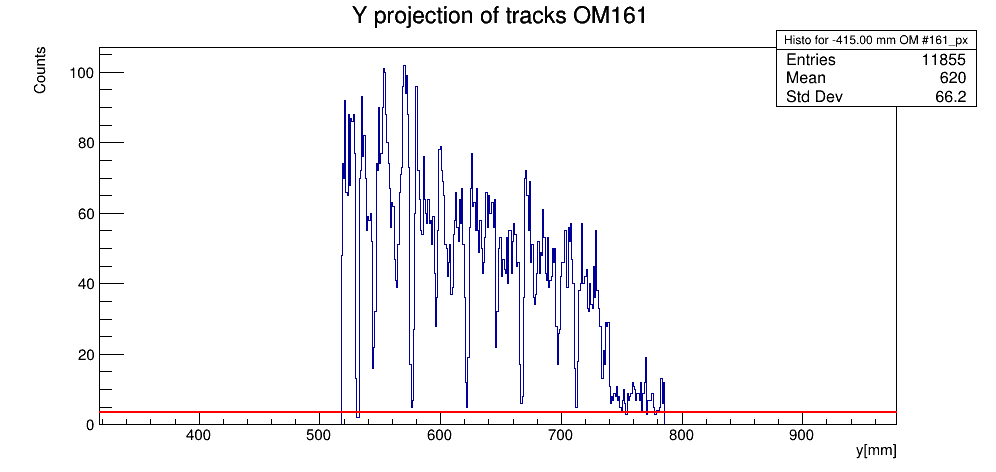 Y projection of tracks OM161
Histo for -415.00 mm OM #161_px
Entries 11855
Mean 620
Std Dev 66.2
Counts
100
80
60
40
20
0
400 500 600 700 800 900
y[mm]